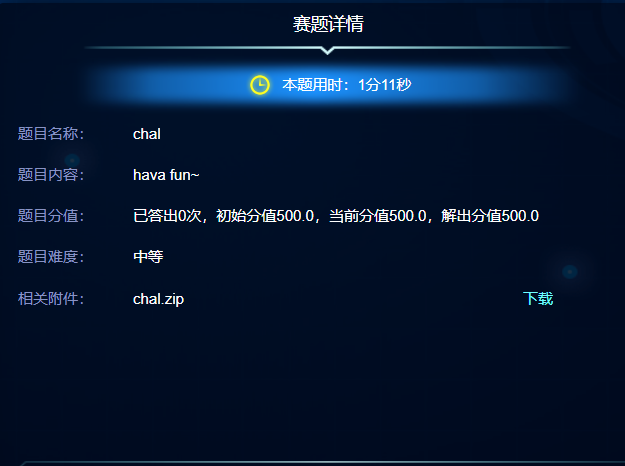 赛题详情
本题用时：1分11秒
题目名称： chal
题目内容： hava fun~
题目分值： 已答出0次，初始分值500.0，当前分值500.0，解出分值500.0
题目难度： 中等
相关附件： chal.zip 下载